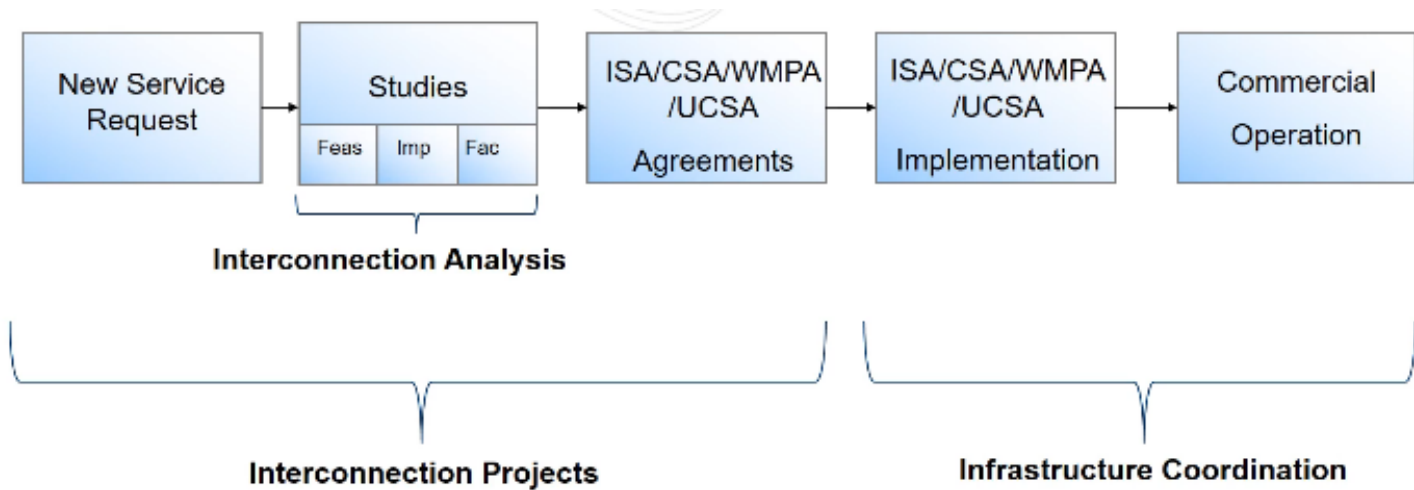 New Service
Request
Studies
Feas Imp Fac
ISA/CSA/WMPA
/UCSA
Agreements
ISA/CSA/WMPA
/UCSA
Implementation
Commercial
Operation
Interconnection Analysis
Interconnection Projects
Infrastructure Coordination